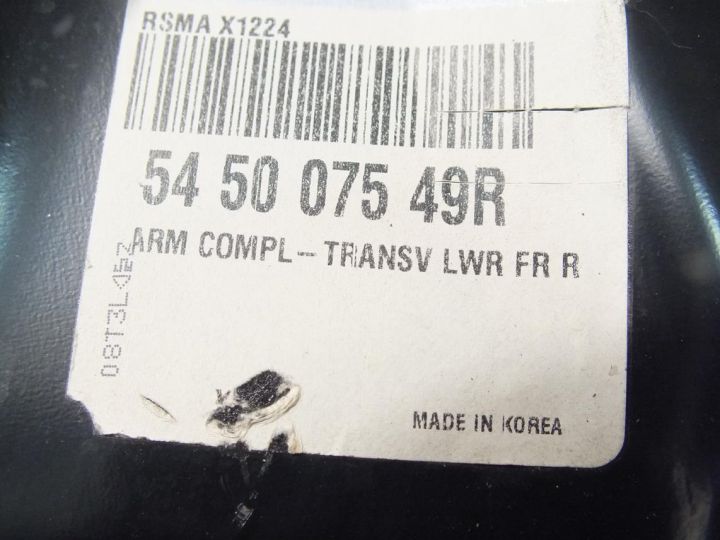 RSMA X1224
54 50 075 49R
ARM COMPL-TRANSV LWR FR R
MADE IN KOREA